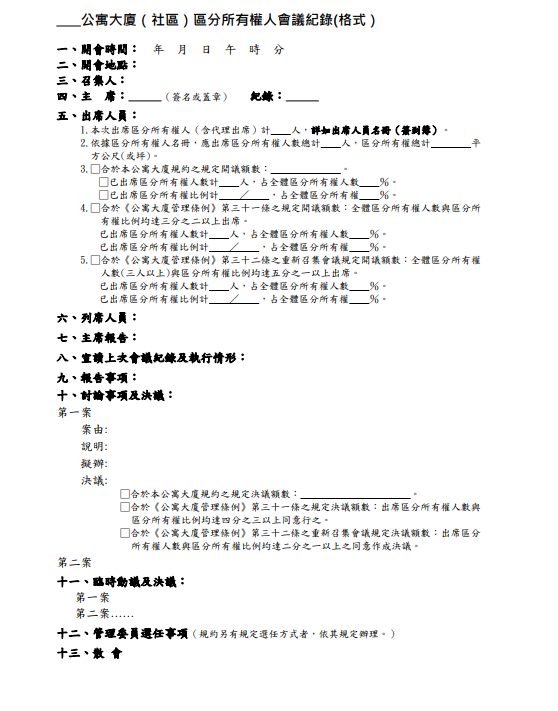 ____公寓大廈（社區）區分所有權人會議紀錄(格式）
一、開會時間： 年 月 日 午 時 分
二、開會地點：
三、召集人：
四、主 席：______（簽名或蓋章） 紀錄：______
五、出席人員：
1.本次出席區分所有權人（含代理出席）計____人，詳如出席人員名冊（簽到簿）。
2.依據區分所有權人名冊，應出席區分所有權人數總計____人，區分所有權總計________平
方公尺(或坪)。
3.□合於本公寓大廈規約之規定開議額數：______________。
□已出席區分所有權人數計____人，占全體區分所有權人數____％。
□已出席區分所有權比例計____／____，占全體區分所有權____％。
4.□合於《公寓大廈管理條例》第三十一條之規定開議額數：全體區分所有權人數與區分所
有權比例均達三分之二以上出席。
已出席區分所有權人數計____人，占全體區分所有權人數____％。
已出席區分所有權比例計____／____，占全體區分所有權____％。
5.□合於《公寓大廈管理條例》第三十二條之重新召集會議規定開議額數：全體區分所有權
人數(三人以上)與區分所有權比例均達五分之一以上出席。
已出席區分所有權人數計____人，占全體區分所有權人數____％。
已出席區分所有權比例計____／____，占全體區分所有權____％。
六、列席人員：
七、主席報告：
八、宣讀上次會議紀錄及執行情形：
九、報告事項：
十、討論事項及決議：
第一案
案由:
說明:
擬辦:
決議:
□合於本公寓大廈規約之規定決議額數：______________________。
□合於《公寓大廈管理條例》第三十一條之規定決議額數：出席區分所有權人數與
區分所有權比例均達四分之三以上同意行之。
□合於《公寓大廈管理條例》第三十二條之重新召集會議規定決議額數：出席區分
所有權人數與區分所有權比例均達二分之一以上之同意作成決議。
第二案
十一、臨時動議及決議：
第一案
第二案……
十二、管理委員選任事項（規約另有規定選任方式者，依其規定辦理。）
十三、散 會